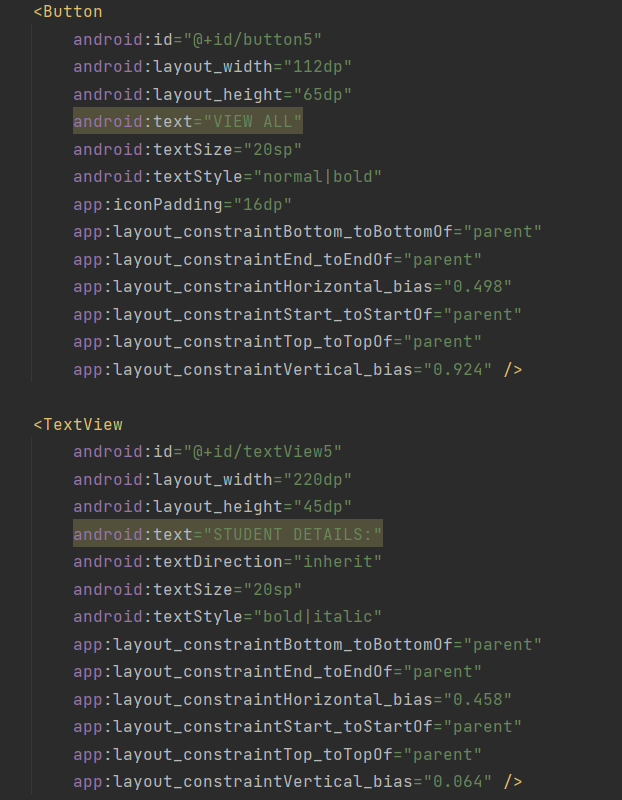 <Button
android:id="@+id/button5"
android:layout_width="112dp"
android:layout_height="65dp"
android:text="VIEW ALL"
android:textSize="20sp"
android:textStyle="normal|bold"
app:iconPadding="16dp"
app:layout_constraintBottom_toBottomOf="parent"
app:layout_constraintEnd_toEndOf="parent"
app:layout_constraintHorizontal_bias="0.498"
app:layout_constraintStart_toStartOf="parent"
app:layout_constraintTop_toTopOf="parent"
app:layout_constraintVertical_bias="0.924" />
<TextView
android:id="@+id/textView5"
android:layout_width="220dp"
android:layout_height="45dp"
android:text="STUDENT DETAILS:"
android:textDirection="inherit"
android:textSize="20sp"
android:textStyle="bold|italic"
app:layout_constraintBottom_toBottomOf="parent"
app:layout_constraintEnd_toEndOf="parent"
app:layout_constraintHorizontal_bias="0.458"
app:layout_constraintStart_toStartOf="parent"
app:layout_constraintTop_toTopOf="parent"
app:layout_constraintVertical_bias="0.064" />